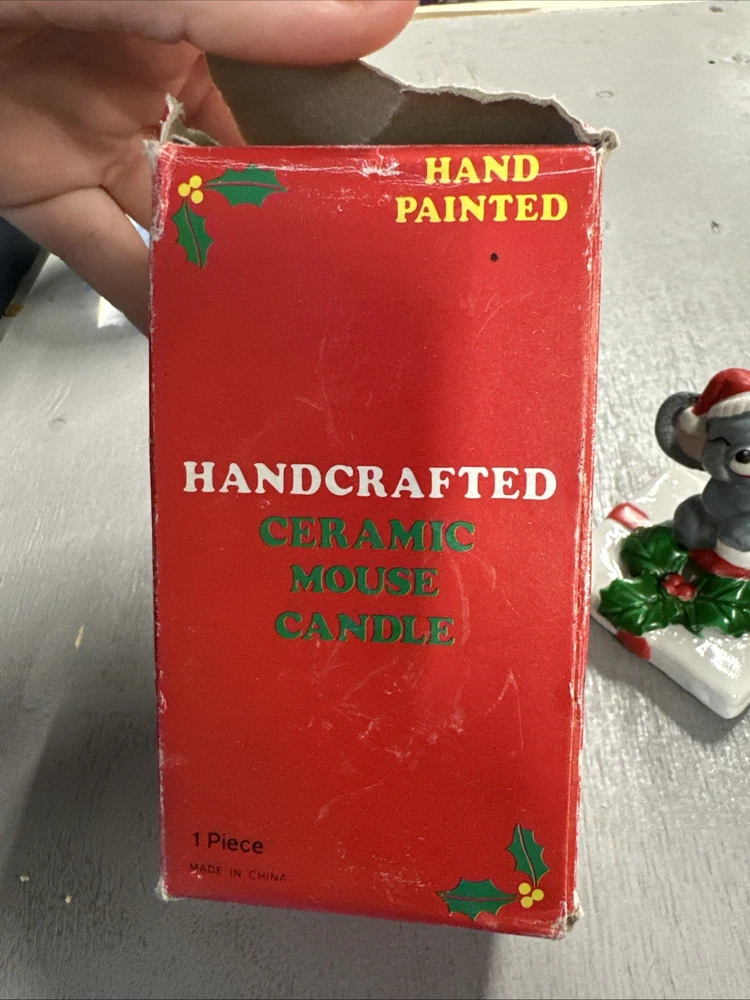 HAND
PAINTED
HANDCRAFTED
CERAMIC
MOUSE
CANDLE
1 Piece
MADE IN CHINA